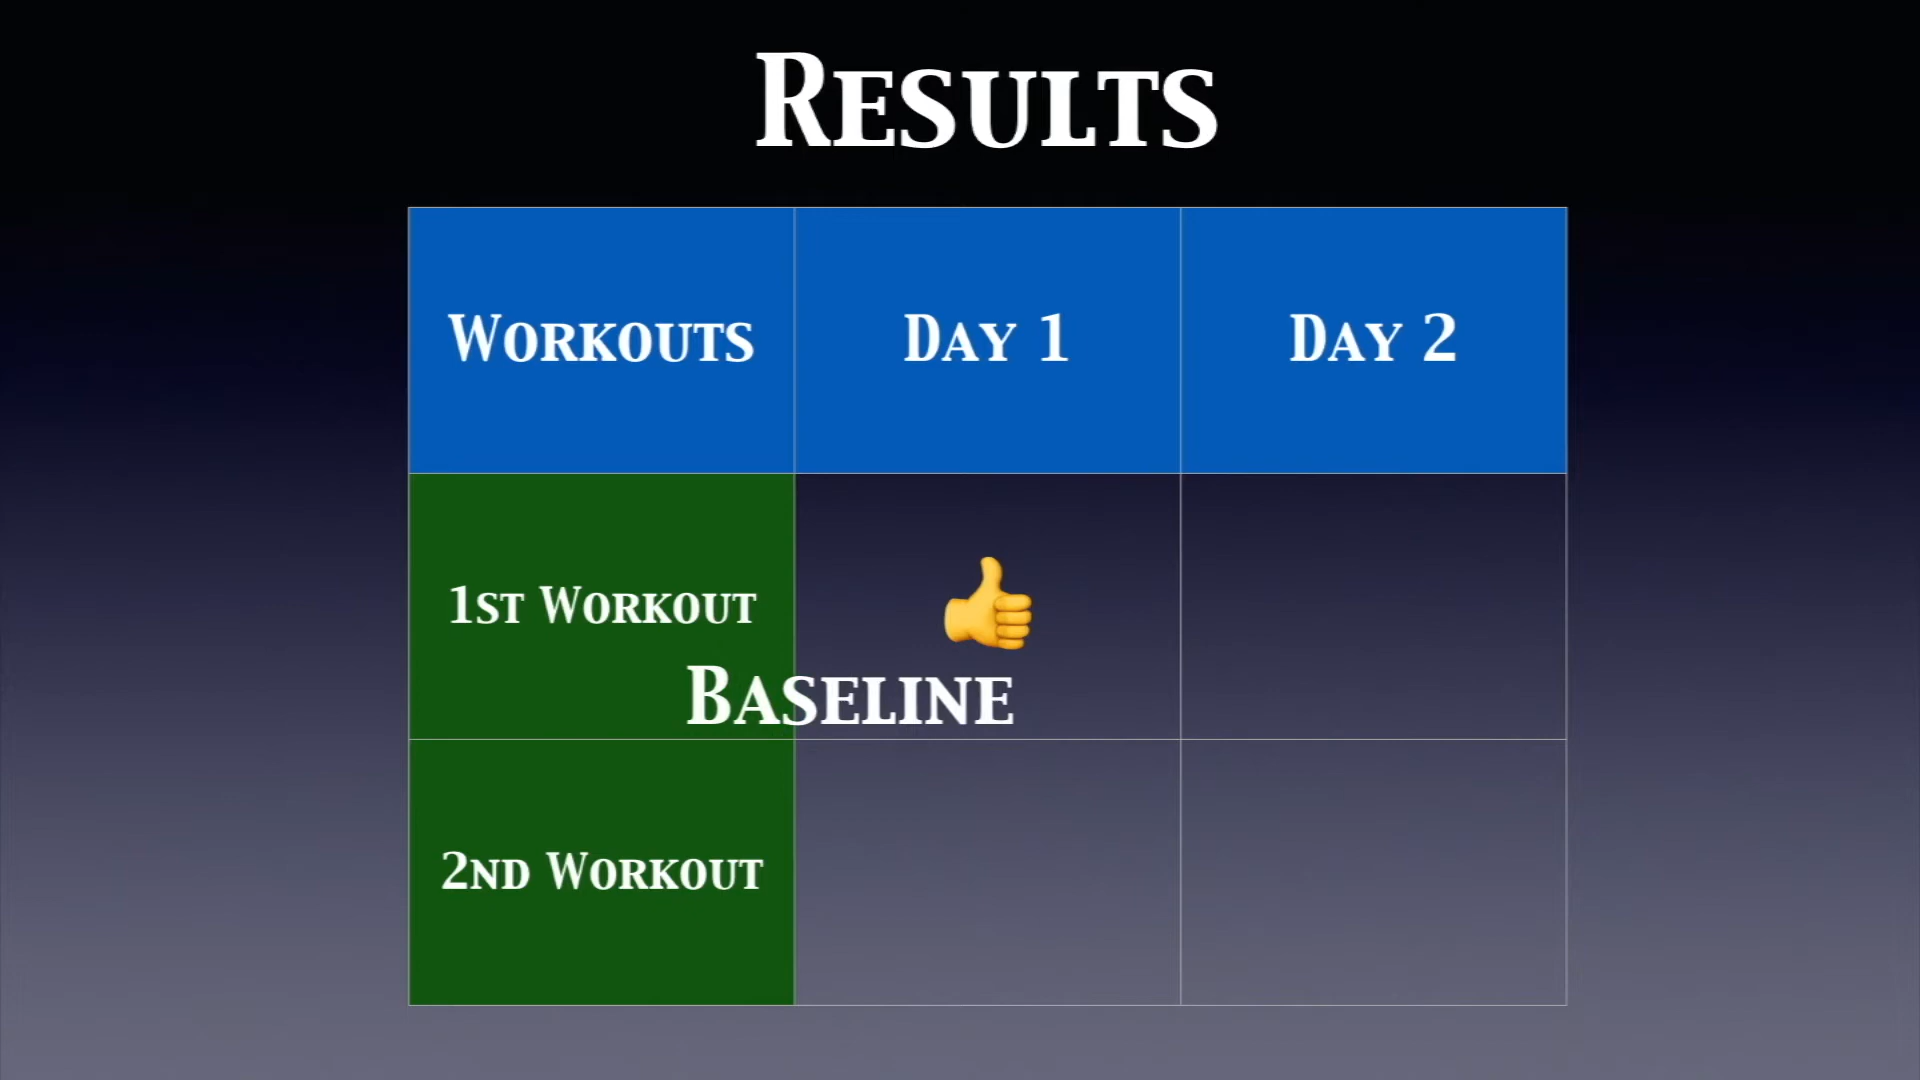 Results
Workouts Day 1 Day 2
1st Workout 👍
Baseline
2nd Workout